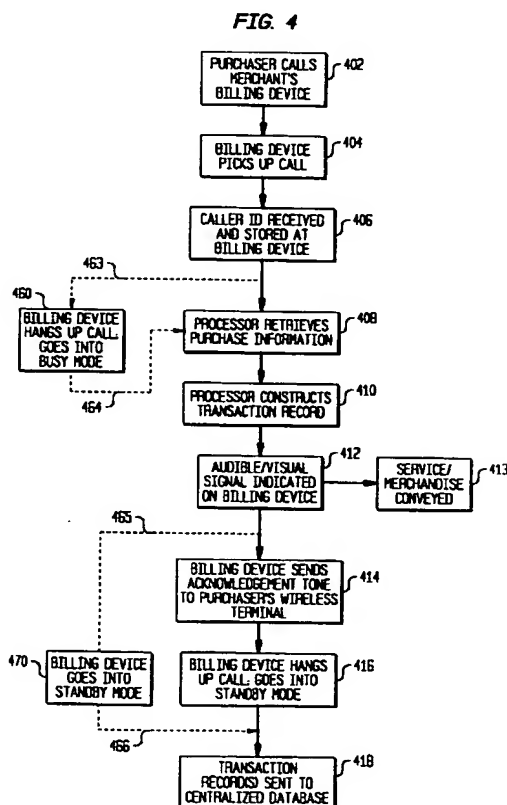 FIG. 4
PURCHASER CALLS
MERCHANT'S
BILLING DEVICE
402
BILLING DEVICE
PICKS UP CALL
404
CALLER ID RECEIVED
AND STORED AT
BILLING DEVICE
406
463
460
BILLING DEVICE
HANGS UP CALL;
GOES INTO
BUSY MODE
464
PROCESSOR RETRIEVES
PURCHASE INFORMATION
408
PROCESSOR CONSTRUCTS
TRANSACTION RECORD
410
AUDIBLE/VISUAL
SIGNAL INDICATED
ON BILLING DEVICE
412
SERVICE/
MERCHANDISE
CONVEYED
413
465
BILLING DEVICE SENDS
ACKNOWLEDGEMENT TONE
TO PURCHASER'S WIRELESS
TERMINAL
414
470
BILLING DEVICE
GOES INTO
STANDBY MODE
BILLING DEVICE HANGS
UP CALL; GOES INTO
STANDBY MODE
416
466
TRANSACTION
RECORD(S) SENT TO
CENTRALIZED DATABASE
418